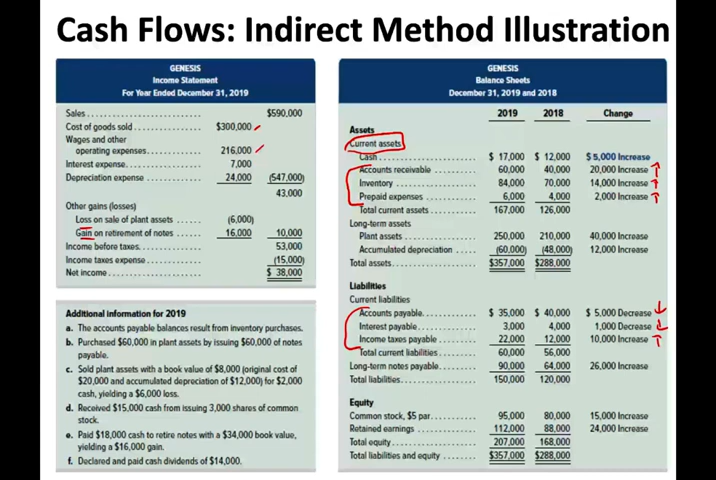 Cash Flows: Indirect Method Illustration
GENESIS
Income Statement
For Year Ended December 31, 2019
Sales $590,000
Cost of goods sold $300,000
Wages and other
operating expenses 216,000
Interest expense 7,000
Depreciation expense 24,000 (547,000)
43,000
Other gains (losses)
Loss on sale of plant assets (6,000)
Gain on retirement of notes 16,000 10,000
Income before taxes 53,000
Income taxes expense (15,000)
Net income $ 38,000
Additional information for 2019
a. The accounts payable balances result from inventory purchases.
b. Purchased $60,000 in plant assets by issuing $60,000 of notes
payable.
c. Sold plant assets with a book value of $8,000 (original cost of
$20,000 and accumulated depreciation of $12,000) for $2,000
cash, yielding a $6,000 loss.
d. Received $15,000 cash from issuing 3,000 shares of common
stock.
e. Paid $18,000 cash to retire notes with a $34,000 book value,
yielding a $16,000 gain.
f. Declared and paid cash dividends of $14,000.
GENESIS
Balance Sheets
December 31, 2019 and 2018
2019 2018 Change
Assets
Current assets
Cash $ 17,000 $ 12,000 $ 5,000 Increase
Accounts receivable 60,000 40,000 20,000 Increase
Inventory 84,000 70,000 14,000 Increase
Prepaid expenses 6,000 4,000 2,000 Increase
Total current assets 167,000 126,000
Long-term assets
Plant assets 250,000 210,000 40,000 Increase
Accumulated depreciation (60,000) (48,000) 12,000 Increase
Total assets $357,000 $288,000
Liabilities
Current liabilities
Accounts payable $ 35,000 $ 40,000 $ 5,000 Decrease
Interest payable 3,000 4,000 1,000 Decrease
Income taxes payable 22,000 12,000 10,000 Increase
Total current liabilities 60,000 56,000
Long-term notes payable 90,000 64,000 26,000 Increase
Total liabilities 150,000 120,000
Equity
Common stock, $5 par 95,000 80,000 15,000 Increase
Retained earnings 112,000 88,000 24,000 Increase
Total equity 207,000 168,000
Total liabilities and equity $357,000 $288,000